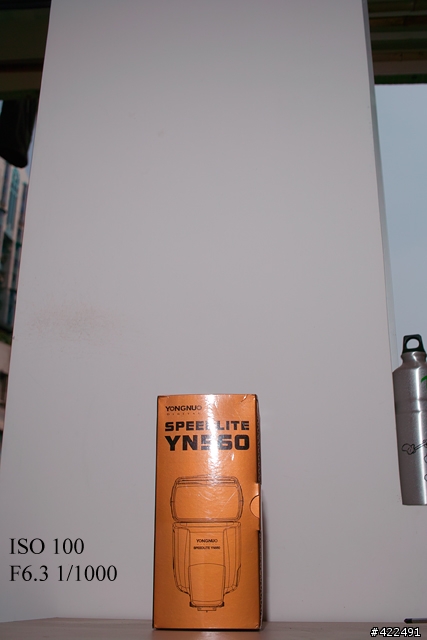 YONGNUO
SPEEDLITE
YN560
YONGNUO
SPEEDLITE YN560
ISO 100
F6.3 1/1000
#422491